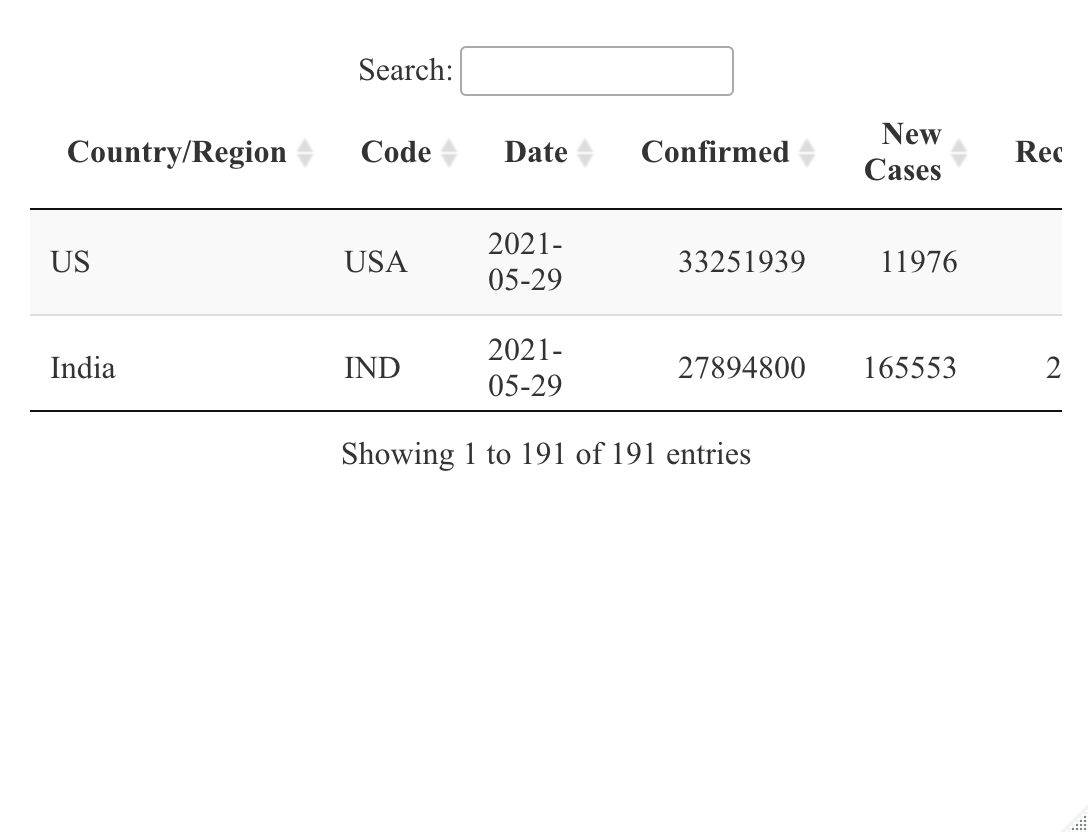 Search:
Country/Region Code Date Confirmed New Cases Rec
US USA 2021-05-29 33251939 11976
India IND 2021-05-29 27894800 165553 2
Showing 1 to 191 of 191 entries